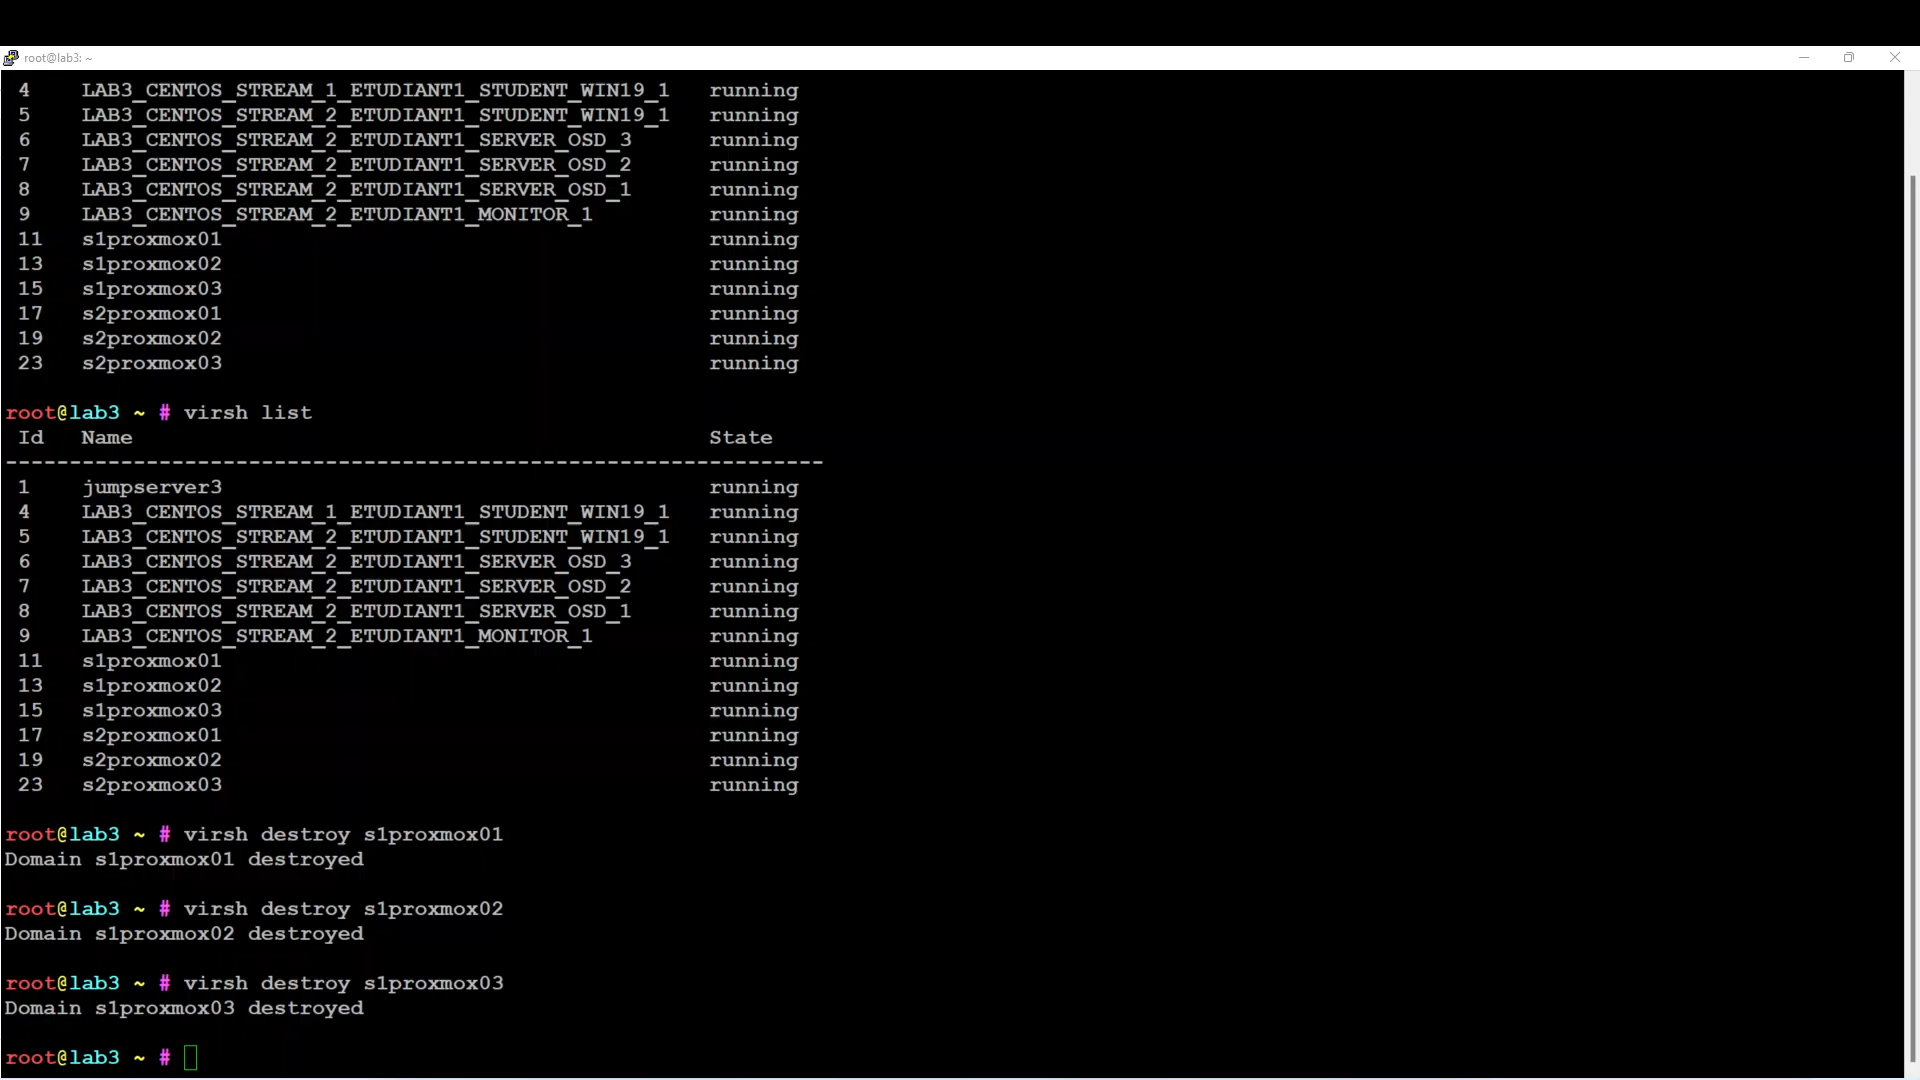 root@lab3: ~
4 LAB3_CENTOS_STREAM_1_ETUDIANT1_STUDENT_WIN19_1 running
5 LAB3_CENTOS_STREAM_2_ETUDIANT1_STUDENT_WIN19_1 running
6 LAB3_CENTOS_STREAM_2_ETUDIANT1_SERVER_OSD_3 running
7 LAB3_CENTOS_STREAM_2_ETUDIANT1_SERVER_OSD_2 running
8 LAB3_CENTOS_STREAM_2_ETUDIANT1_SERVER_OSD_1 running
9 LAB3_CENTOS_STREAM_2_ETUDIANT1_MONITOR_1 running
11 s1proxmox01 running
13 s1proxmox02 running
15 s1proxmox03 running
17 s2proxmox01 running
19 s2proxmox02 running
23 s2proxmox03 running
root@lab3 ~ # virsh list
Id Name State
----------------------------------------------------------------
1 jumpserver3 running
4 LAB3_CENTOS_STREAM_1_ETUDIANT1_STUDENT_WIN19_1 running
5 LAB3_CENTOS_STREAM_2_ETUDIANT1_STUDENT_WIN19_1 running
6 LAB3_CENTOS_STREAM_2_ETUDIANT1_SERVER_OSD_3 running
7 LAB3_CENTOS_STREAM_2_ETUDIANT1_SERVER_OSD_2 running
8 LAB3_CENTOS_STREAM_2_ETUDIANT1_SERVER_OSD_1 running
9 LAB3_CENTOS_STREAM_2_ETUDIANT1_MONITOR_1 running
11 s1proxmox01 running
13 s1proxmox02 running
15 s1proxmox03 running
17 s2proxmox01 running
19 s2proxmox02 running
23 s2proxmox03 running
root@lab3 ~ # virsh destroy s1proxmox01
Domain s1proxmox01 destroyed
root@lab3 ~ # virsh destroy s1proxmox02
Domain s1proxmox02 destroyed
root@lab3 ~ # virsh destroy s1proxmox03
Domain s1proxmox03 destroyed
root@lab3 ~ #